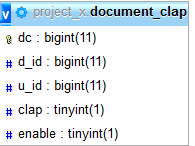 v project_x.document_clap
dc : bigint(11)
# d_id : bigint(11)
# u_id : bigint(11)
# clap : tinyint(1)
# enable : tinyint(1)